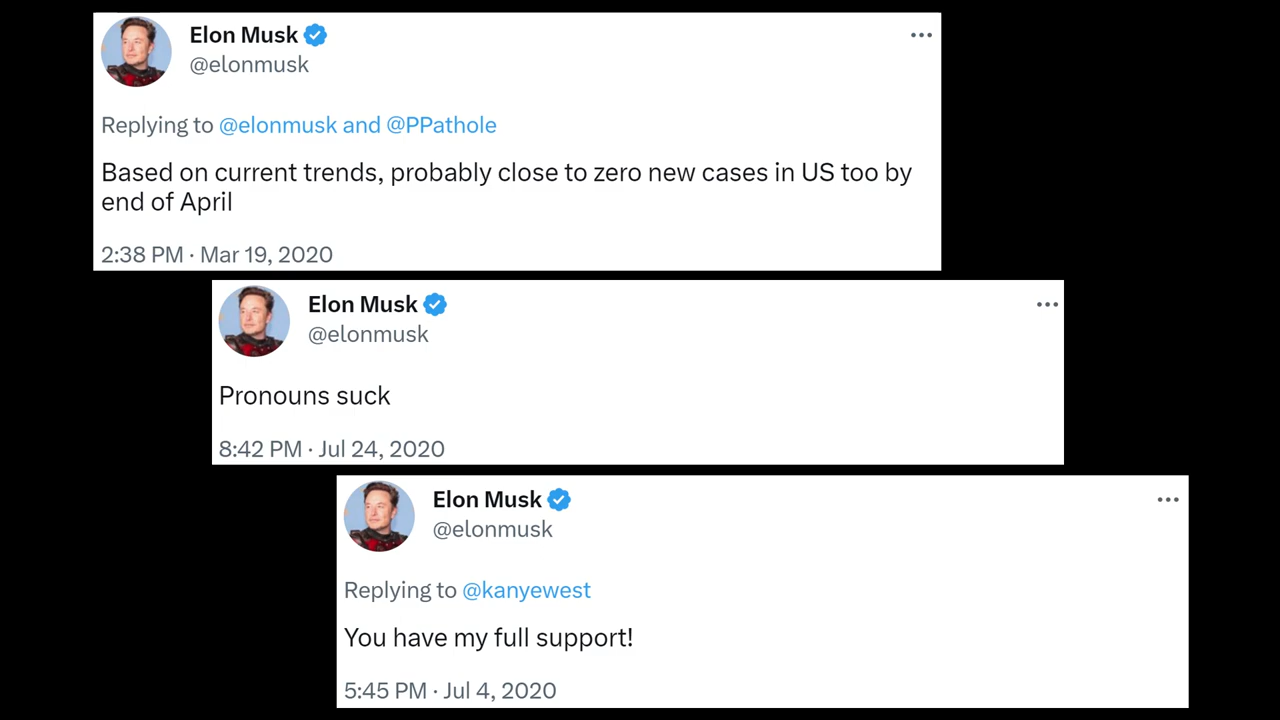 Elon Musk
@elonmusk
Replying to @elonmusk and @PPathole
Based on current trends, probably close to zero new cases in US too by
end of April
2:38 PM · Mar 19, 2020
Elon Musk
@elonmusk
Pronouns suck
8:42 PM · Jul 24, 2020
Elon Musk
@elonmusk
Replying to @kanyewest
You have my full support!
5:45 PM · Jul 4, 2020